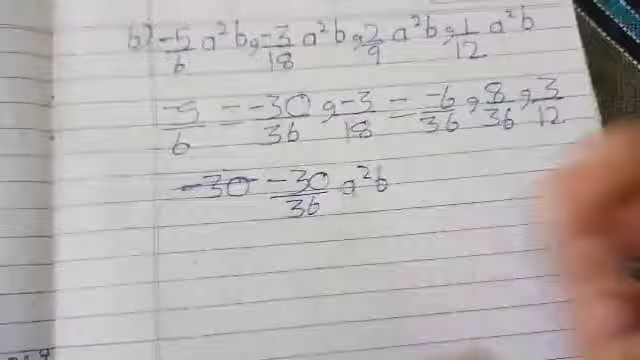 b) -5/6 a²b, -3/18 a²b, 2/9 a²b, 1/12 a²b
-5/6 = -30/36, -3/18 = -6/36, 8/36, 3/12
-30 -30/36 a²b